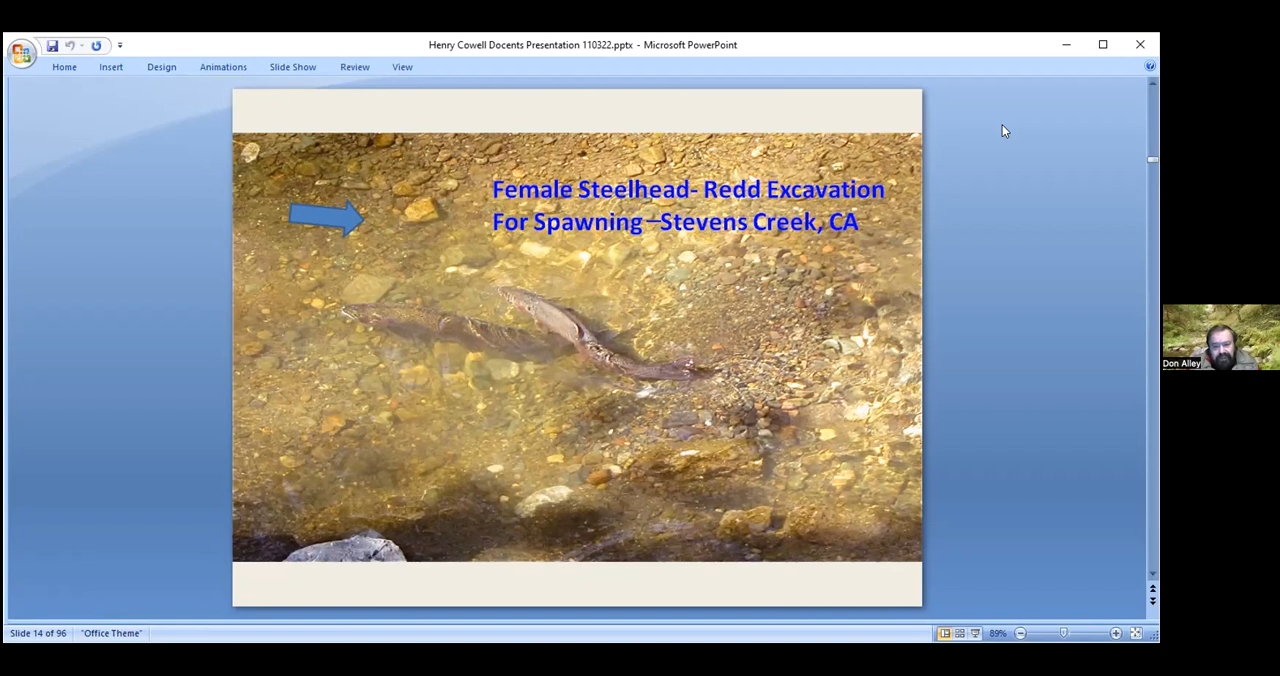 Henry Cowell Docents Presentation 110322.pptx - Microsoft PowerPoint
Home Insert Design Animations Slide Show Review View
Female Steelhead- Redd Excavation
For Spawning –Stevens Creek, CA
Don Alley
Slide 14 of 96 "Office Theme" 89%